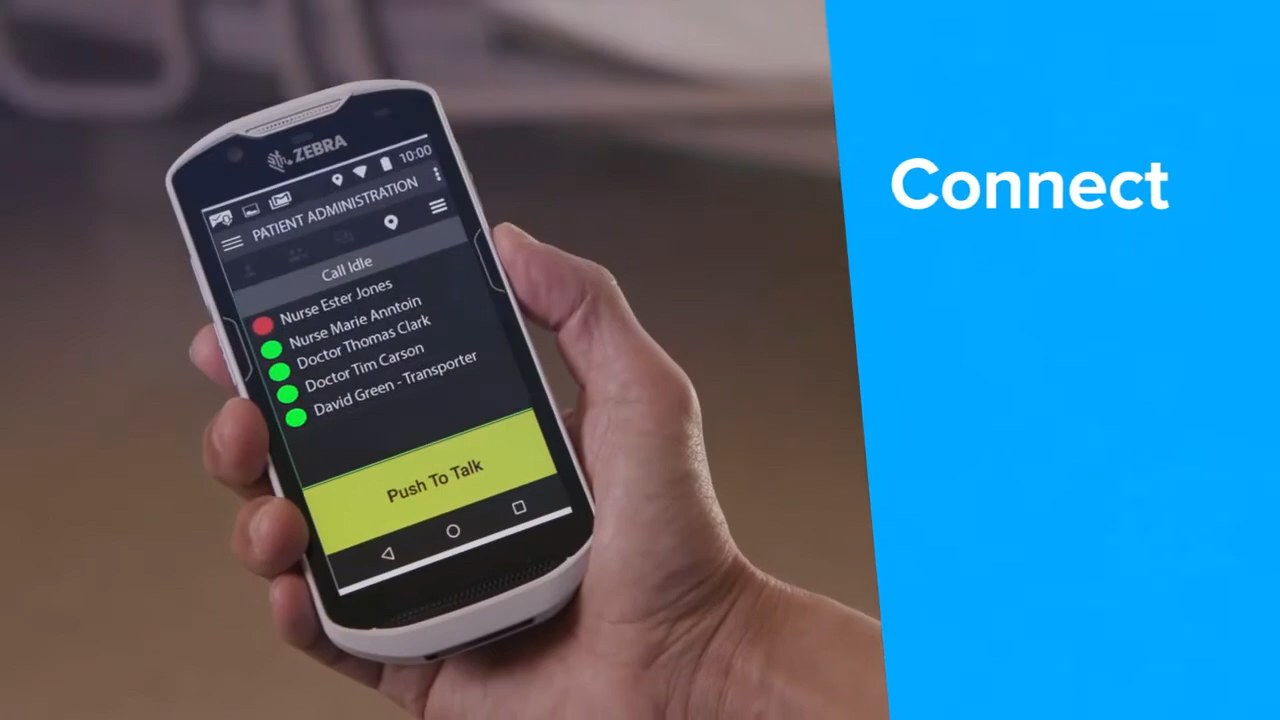 ZEBRA
10:00
PATIENT ADMINISTRATION
Call Idle
Nurse Ester Jones
Nurse Marie Anntoin
Doctor Thomas Clark
Doctor Tim Carson
David Green - Transporter
Push To Talk
Connect